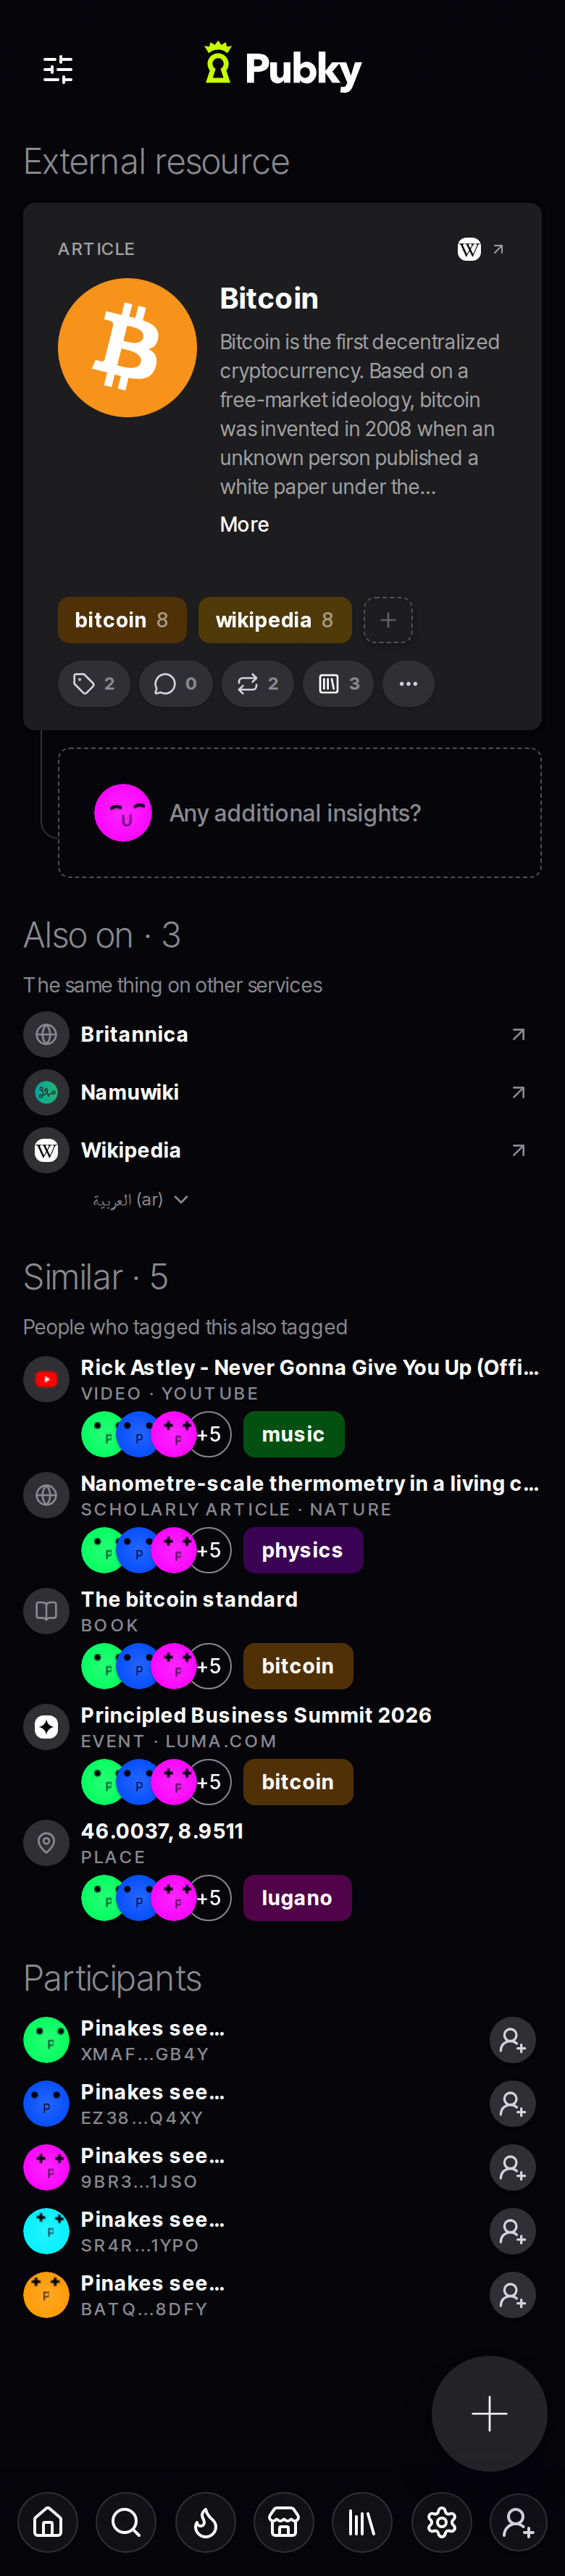 Pubky
External resource
ARTICLE
W
Bitcoin
Bitcoin is the first decentralized
cryptocurrency. Based on a
free-market ideology, bitcoin
was invented in 2008 when an
unknown person published a
white paper under the...
More
bitcoin 8
wikipedia 8
2
0
2
3
Any additional insights?
Also on · 3
The same thing on other services
Britannica
Namuwiki
W
Wikipedia
العربية (ar)
Similar · 5
People who tagged this also tagged
Rick Astley - Never Gonna Give You Up (Offi...
VIDEO · YOUTUBE
P P P +5 music
Nanometre-scale thermometry in a living c...
SCHOLARLY ARTICLE · NATURE
P P P +5 physics
The bitcoin standard
BOOK
P P P +5 bitcoin
Principled Business Summit 2026
EVENT · LUMA.COM
P P P +5 bitcoin
46.0037, 8.9511
PLACE
P P P +5 lugano
Participants
P
Pinakes see...
XMAF...GB4Y
P
Pinakes see...
EZ38...Q4XY
P
Pinakes see...
9BR3...1JSO
P
Pinakes see...
SR4R...1YPO
P
Pinakes see...
BATQ...8DFY